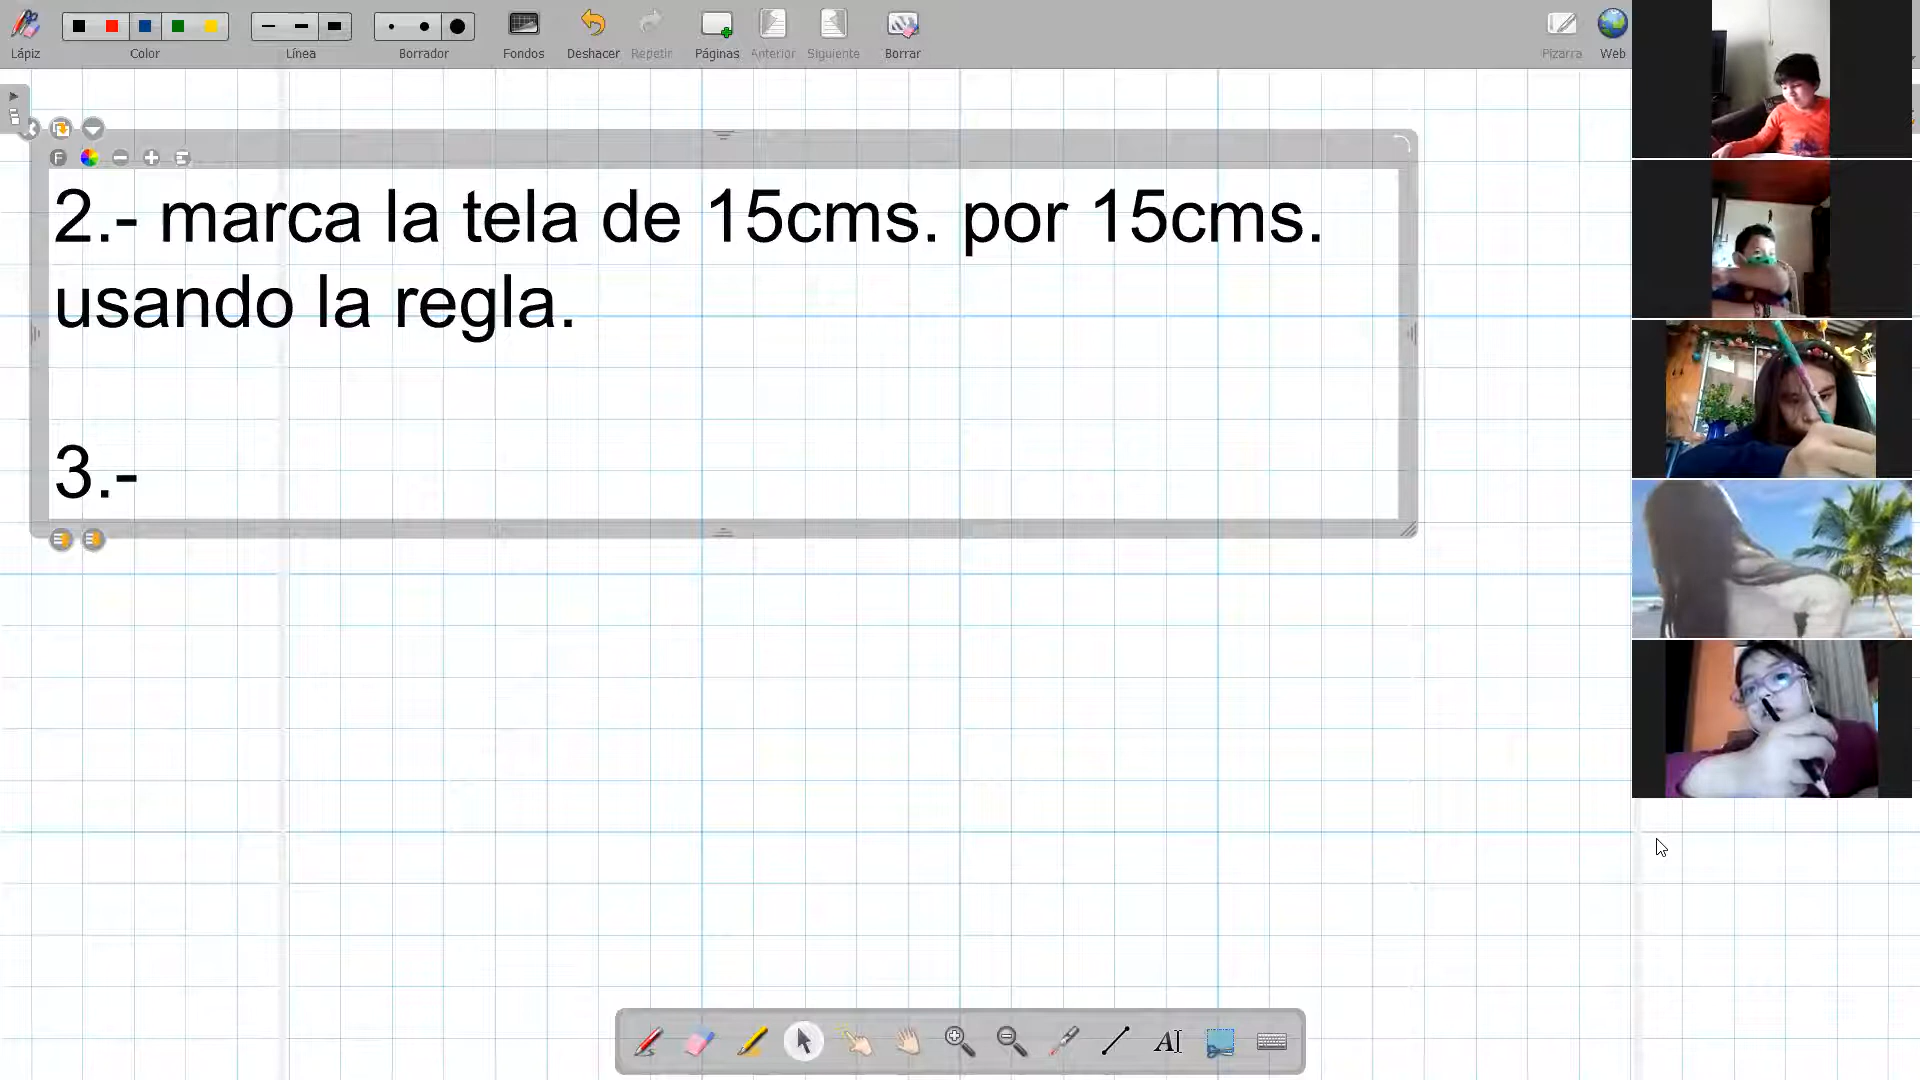 Lápiz
Color
Línea
Borrador
Fondos
Deshacer
Repetir
Páginas
Anterior
Siguiente
Borrar
Pizarra
Web
F
2.- marca la tela de 15cms. por 15cms.
usando la regla.
3.-
A